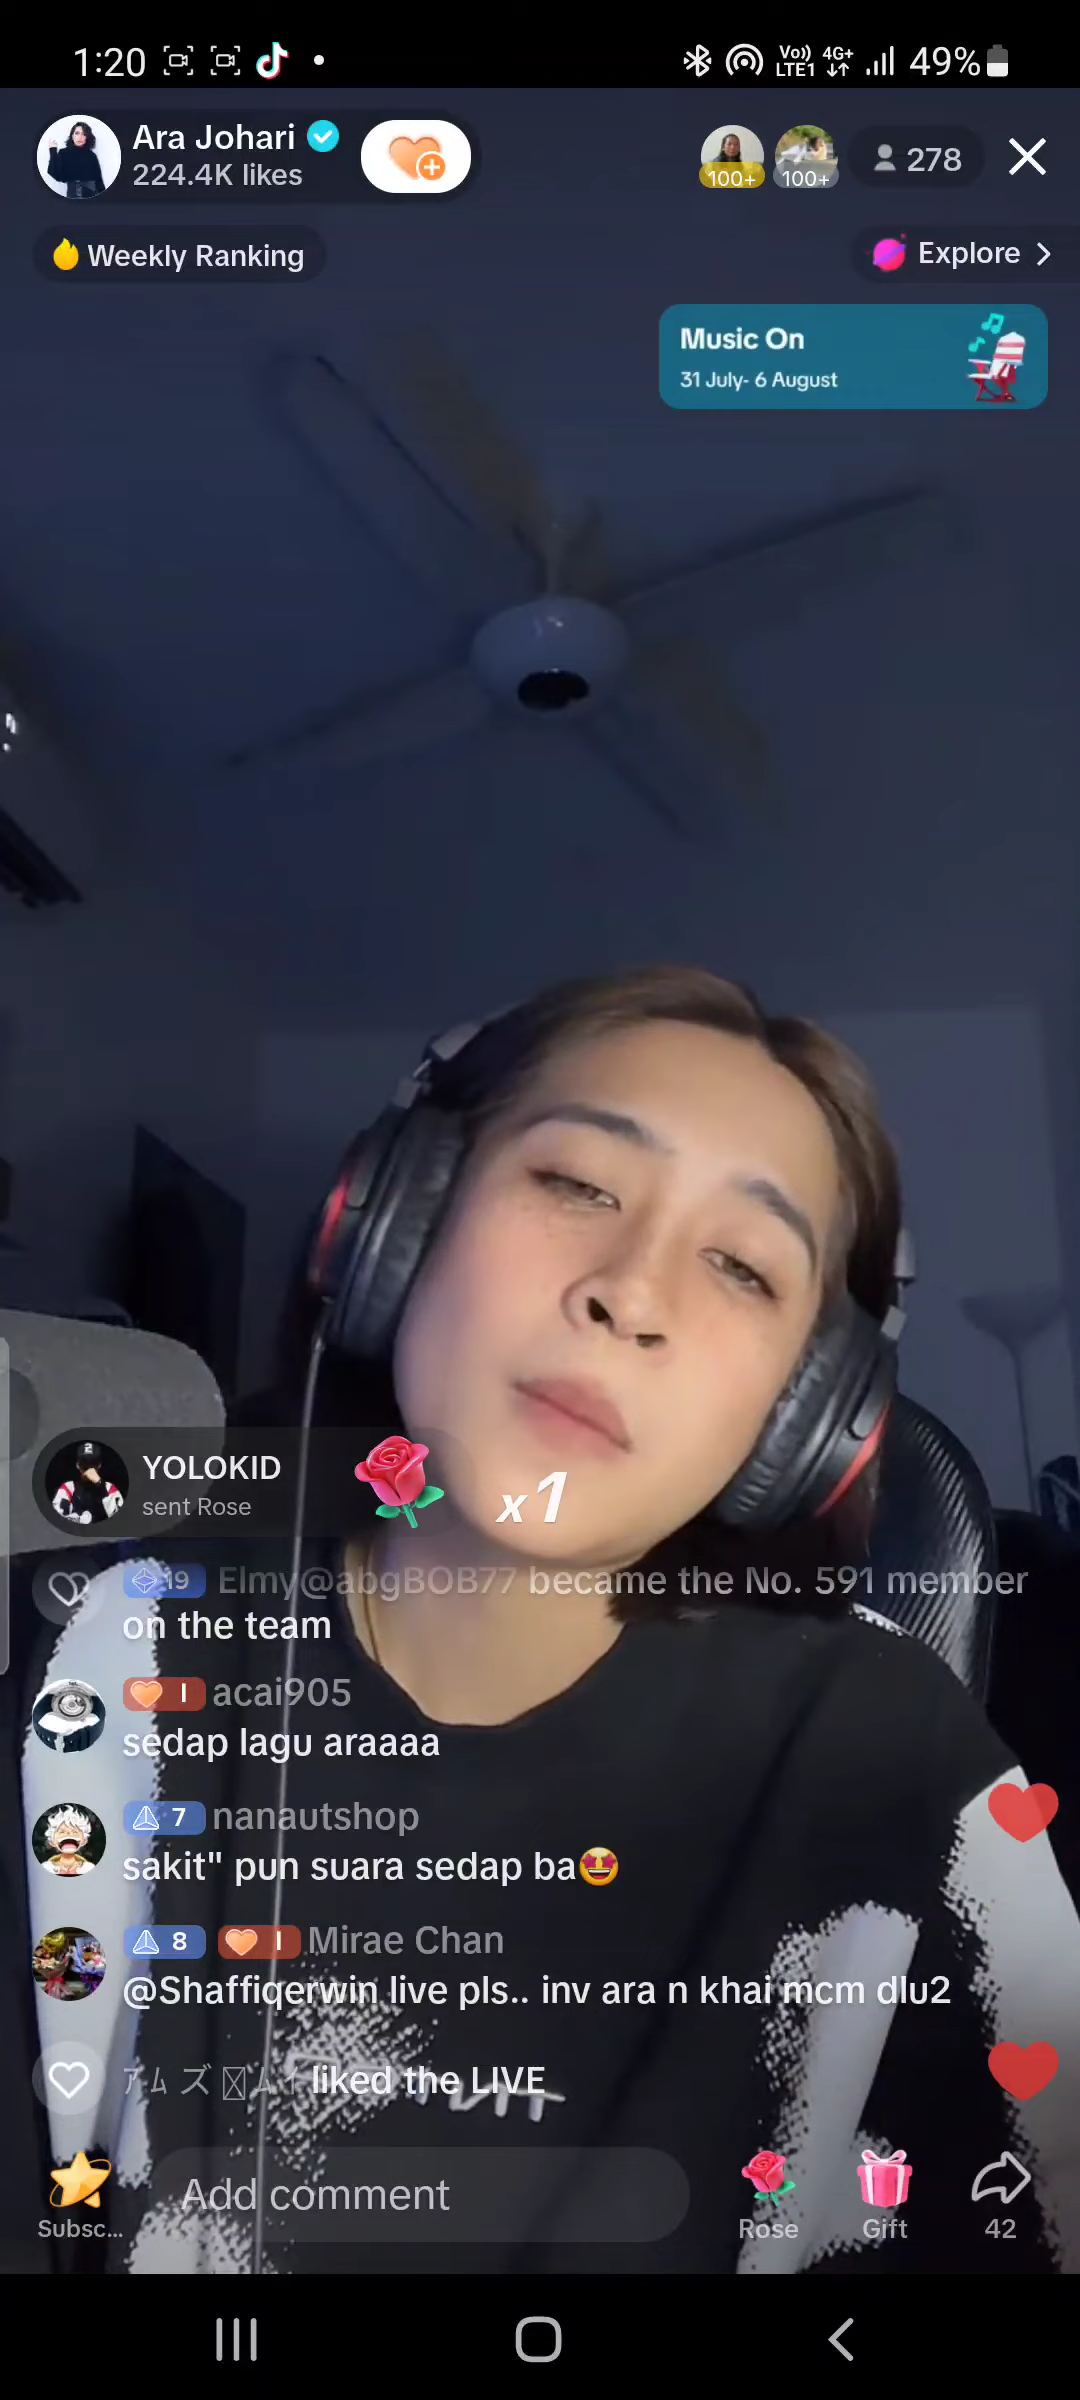 1:20
Vo)) LTE1 4G+ 49%
Ara Johari
224.4K likes
100+ 100+ 278
Weekly Ranking
Explore >
Music On
31 July- 6 August
YOLOKID
sent Rose
x1
19 Elmy@abgBOB77 became the No. 591 member
on the team
I acai905
sedap lagu araaaa
7 nanautshop
sakit" pun suara sedap ba🤩
8 I Mirae Chan
@Shaffiqerwin live pls.. inv ara n khai mcm dlu2
liked the LIVE
Add comment
Subsc... Rose Gift 42